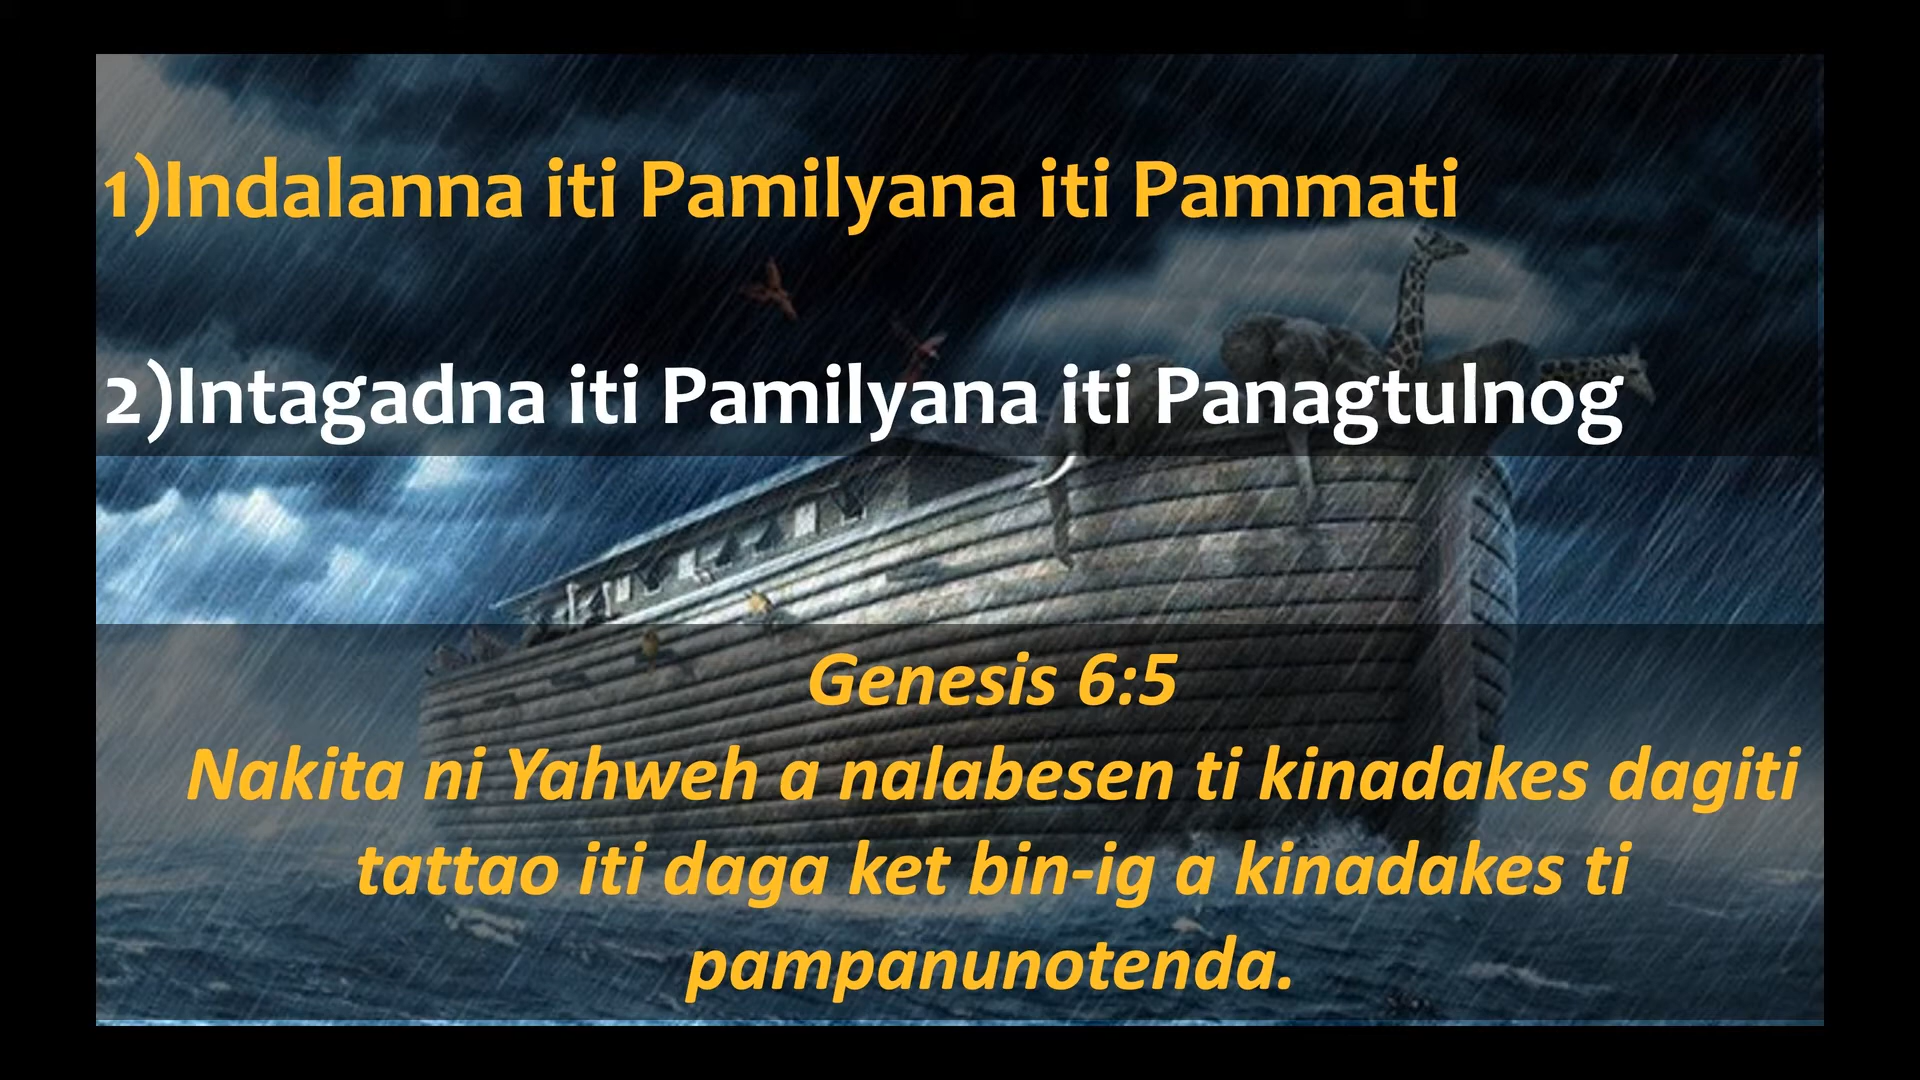 1)Indalanna iti Pamilyana iti Pammati
2)Intagadna iti Pamilyana iti Panagtulnog
Genesis 6:5
Nakita ni Yahweh a nalabesen ti kinadakes dagiti
tattao iti daga ket bin-ig a kinadakes ti
pampanunotenda.